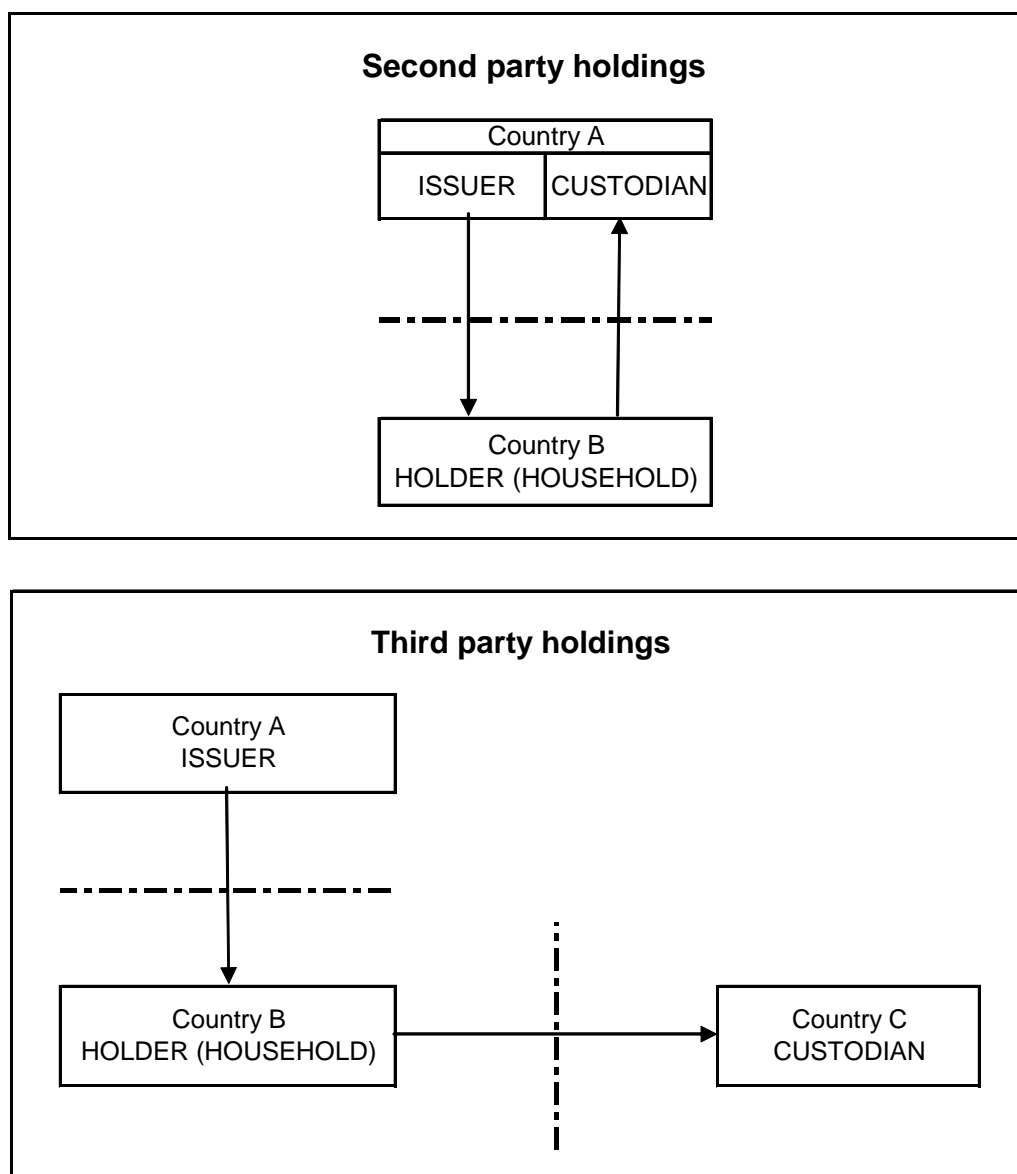 Second party holdings
Country A
ISSUER
CUSTODIAN
Country B
HOLDER (HOUSEHOLD)
Third party holdings
Country A
ISSUER
Country B
HOLDER (HOUSEHOLD)
Country C
CUSTODIAN